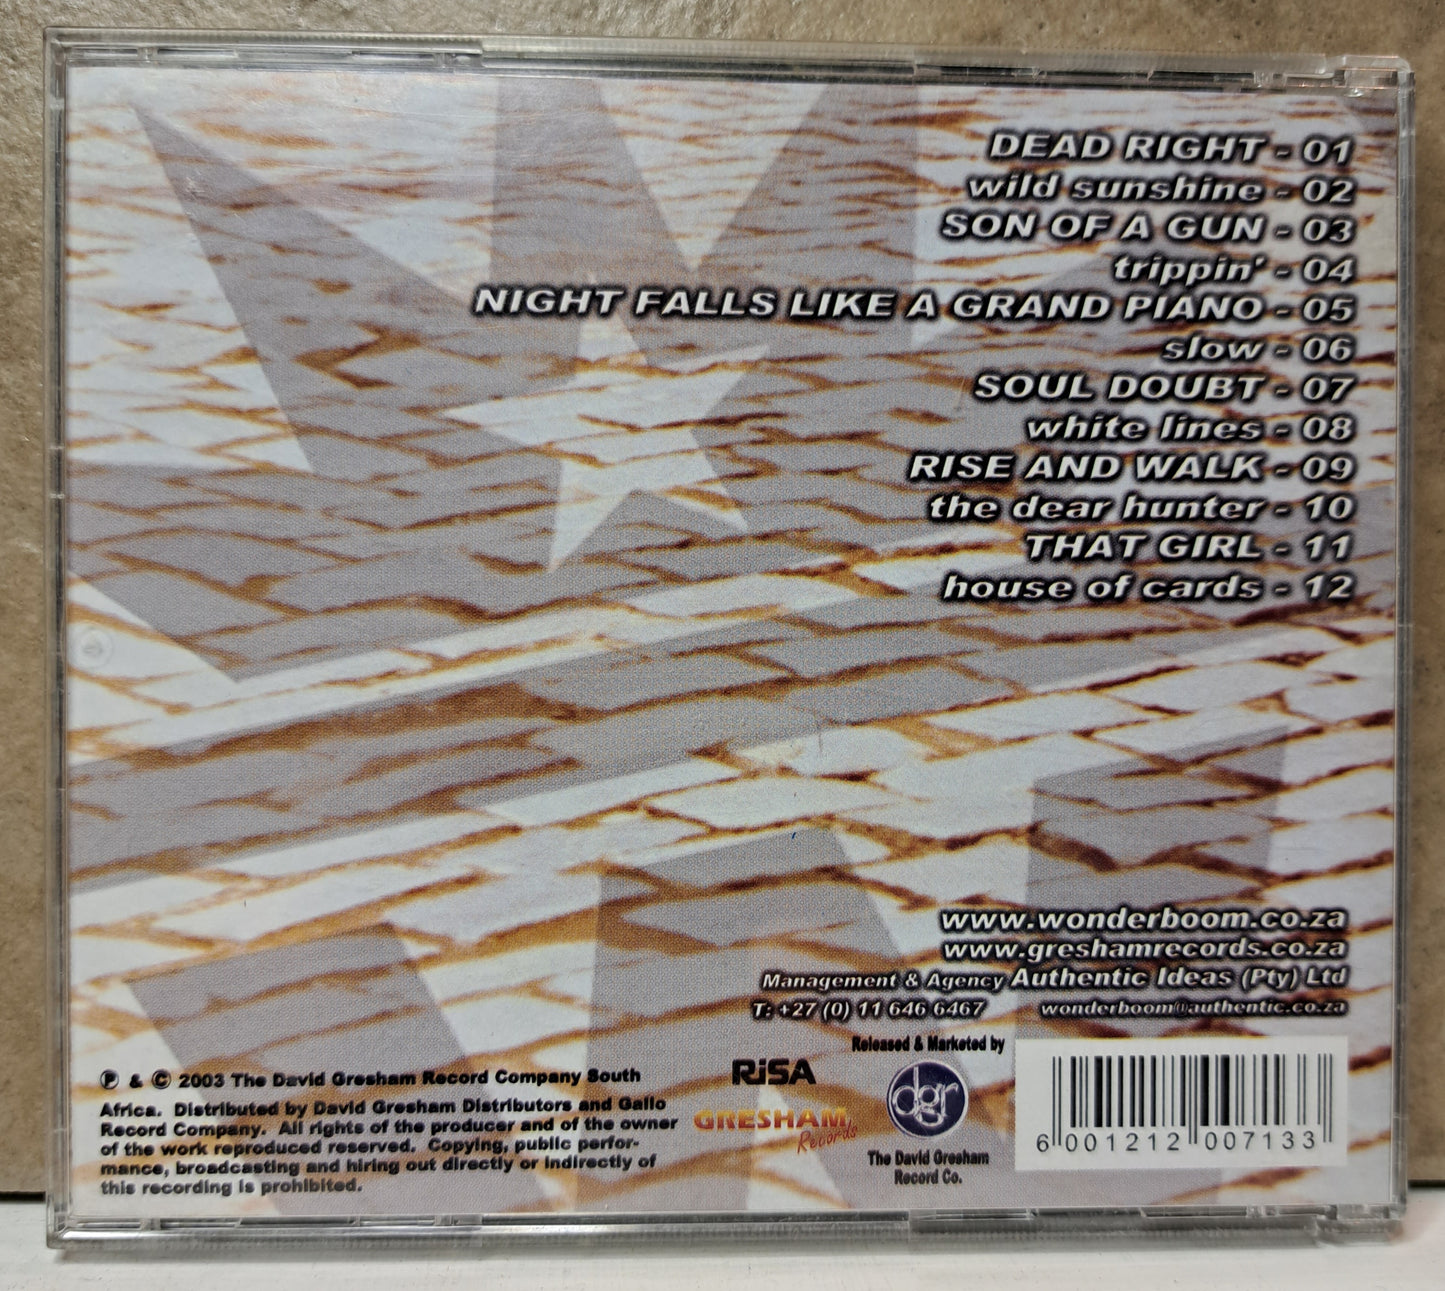 DEAD RIGHT - 01
wild sunshine - 02
SON OF A GUN - 03
trippin' - 04
NIGHT FALLS LIKE A GRAND PIANO - 05
slow - 06
SOUL DOUBT - 07
white lines - 08
RISE AND WALK - 09
the dear hunter - 10
THAT GIRL - 11
house of cards - 12
www.wonderboom.co.za
www.greshamrecords.co.za
Management & Agency Authentic Ideas (Pty) Ltd
T: +27 (0) 11 646 6467 wonderboom@authentic.co.za
Released & Marketed by
RiSA
GRESHAM
Records
dgr
The David Gresham
Record Co.
6 001212 007133
℗ & © 2003 The David Gresham Record Company South
Africa. Distributed by David Gresham Distributors and Gallo
Record Company. All rights of the producer and of the owner
of the work reproduced reserved. Copying, public perfor-
mance, broadcasting and hiring out directly or indirectly of
this recording is prohibited.